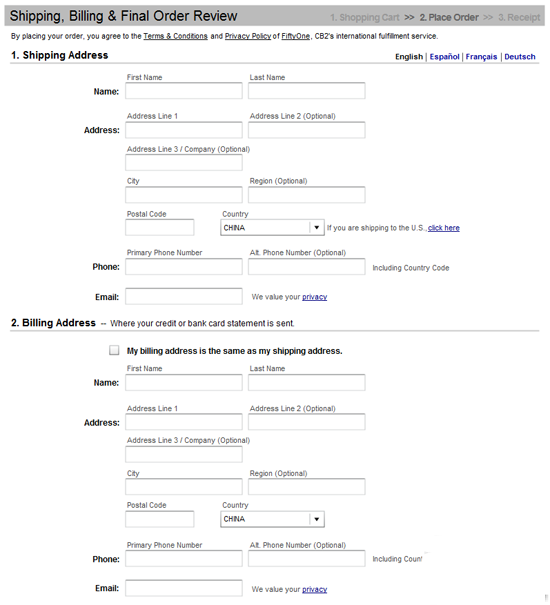 Shipping, Billing & Final Order Review 1. Shopping Cart >> 2. Place Order >> 3. Receipt
By placing your order, you agree to the Terms & Conditions and Privacy Policy of FiftyOne, CB2's international fulfillment service.
1. Shipping Address English | Español | Français | Deutsch
First Name Last Name
Name:
Address Line 1 Address Line 2 (Optional)
Address:
Address Line 3 / Company (Optional)
City Region (Optional)
Postal Code Country
CHINA If you are shipping to the U.S., click here
Primary Phone Number Alt. Phone Number (Optional)
Phone: Including Country Code
Email: We value your privacy
2. Billing Address -- Where your credit or bank card statement is sent.
My billing address is the same as my shipping address.
First Name Last Name
Name:
Address Line 1 Address Line 2 (Optional)
Address:
Address Line 3 / Company (Optional)
City Region (Optional)
Postal Code Country
CHINA
Primary Phone Number Alt. Phone Number (Optional)
Phone: Including
Email: We value your privacy